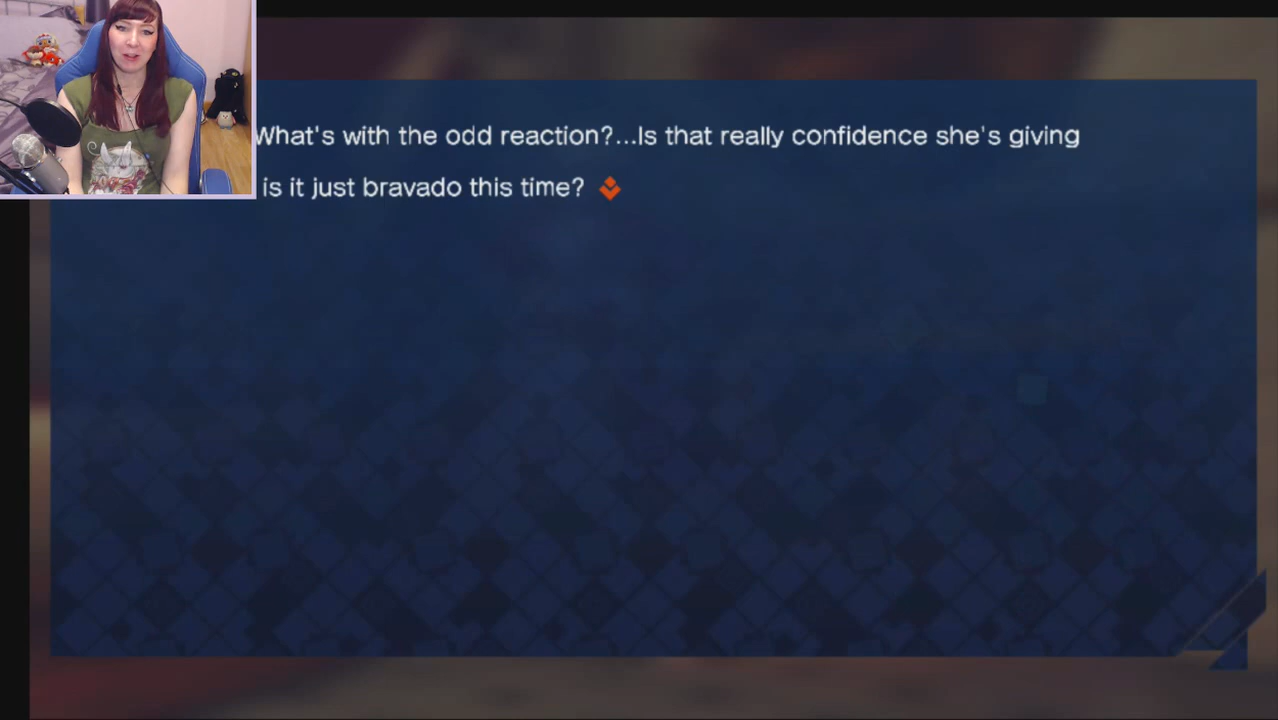 What's with the odd reaction?...Is that really confidence she's giving
is it just bravado this time?